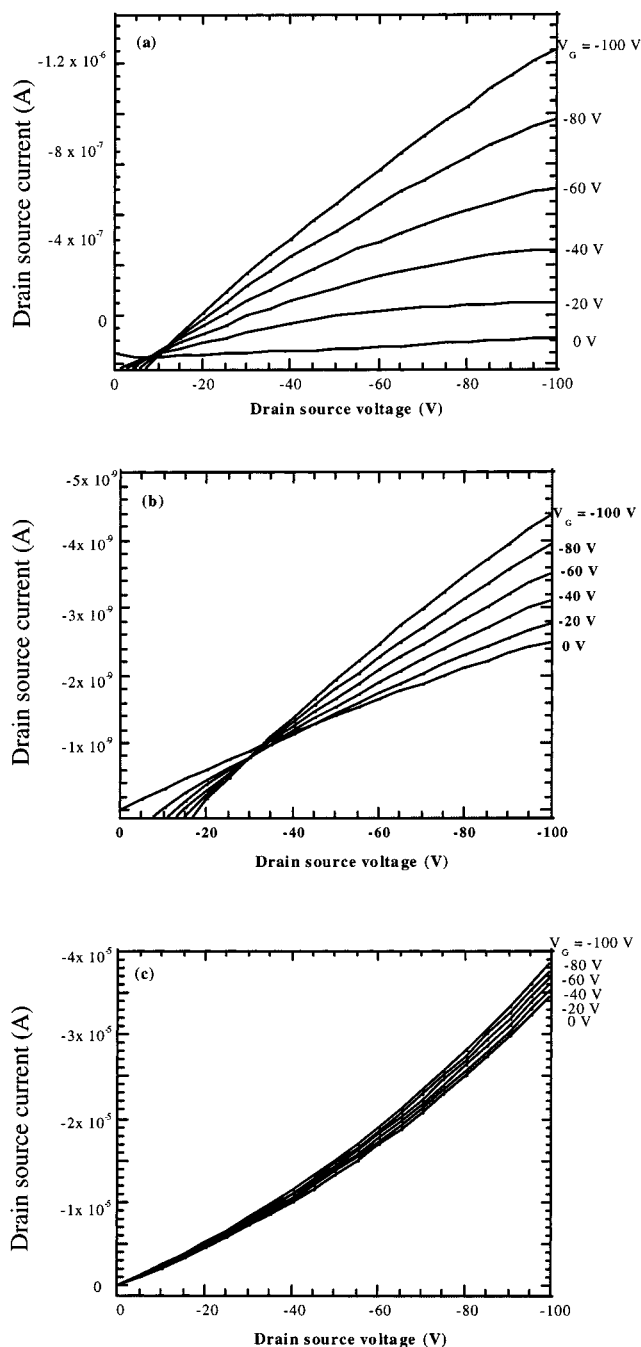 (a)
V_G = -100 V
-1.2 x 10^-6
-80 V
-8 x 10^-7
-60 V
-4 x 10^-7
-40 V
-20 V
0
0 V
Drain source current (A)
0 -20 -40 -60 -80 -100
Drain source voltage (V)
(b)
-5x 10^-9
V_G = -100 V
-4x 10^-9
-80 V
-60 V
-3x 10^-9
-40 V
-20 V
-2x 10^-9
0 V
-1x 10^-9
Drain source current (A)
0 -20 -40 -60 -80 -100
Drain source voltage (V)
(c)
V_G = -100 V
-4x 10^-5
-80 V
-60 V
-40 V
-20 V
0 V
-3x 10^-5
-2x 10^-5
-1x 10^-5
0
Drain source current (A)
0 -20 -40 -60 -80 -100
Drain source voltage (V)